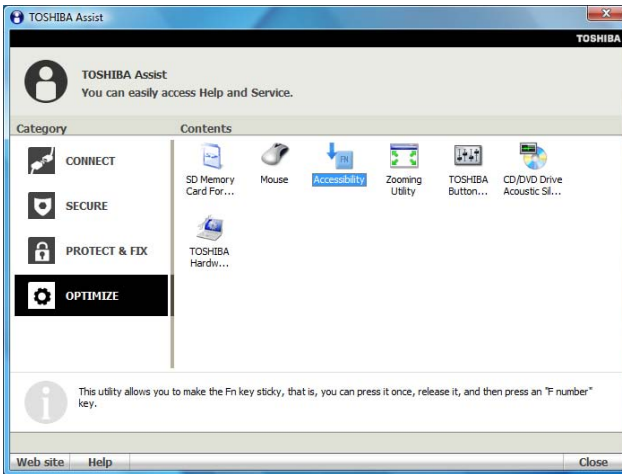 TOSHIBA Assist
TOSHIBA
TOSHIBA Assist
You can easily access Help and Service.
Category
Contents
CONNECT
SECURE
PROTECT & FIX
OPTIMIZE
SD Memory
Card For...
Mouse
Accessibility
Zooming
Utility
TOSHIBA
Button...
CD/DVD Drive
Acoustic Sil...
TOSHIBA
Hardw...
This utility allows you to make the Fn key sticky, that is, you can press it once, release it, and then press an "F number"
key.
Web site
Help
Close